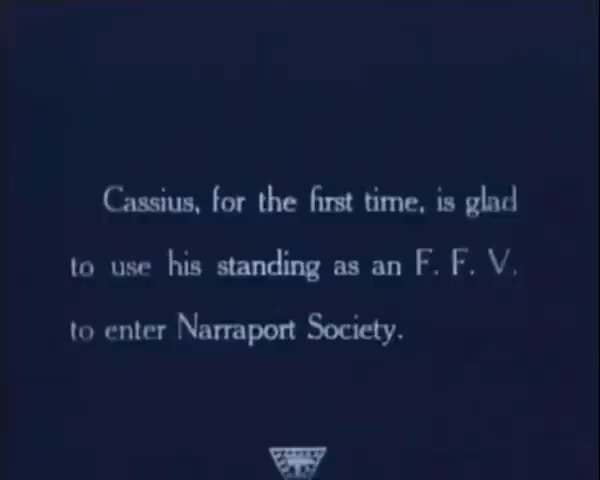 Cassius, for the first time, is glad
to use his standing as an F. F. V.
to enter Narraport Society.